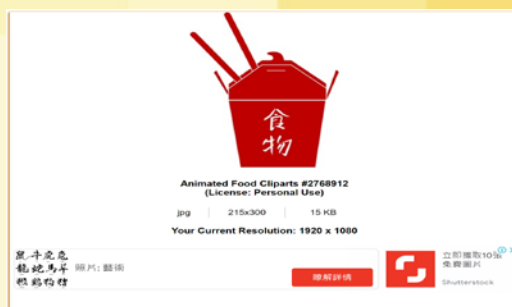 食
物
Animated Food Cliparts #2768912
(License: Personal Use)
jpg 215x300 15 KB
Your Current Resolution: 1920 x 1080
鼠牛虎兔
龍蛇馬羊
猴鷄狗猪
照片: 藝術
瞭解詳情
立即獲取10張
免費圖片
Shutterstock